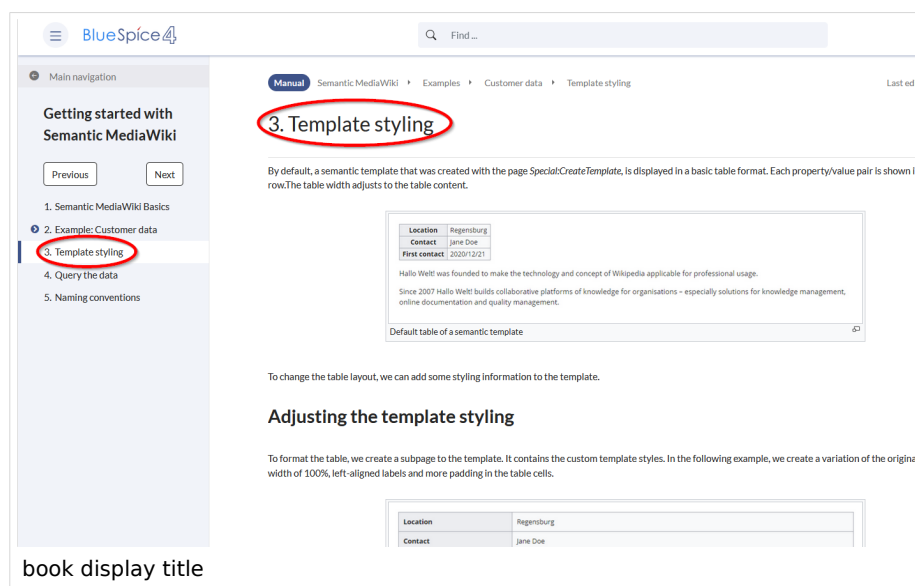 BlueSpice 4
Find ...
Main navigation
Getting started with
Semantic MediaWiki
Previous
Next
1. Semantic MediaWiki Basics
2. Example: Customer data
3. Template styling
4. Query the data
5. Naming conventions
Manual Semantic MediaWiki Examples Customer data Template styling
Last ed
3. Template styling
By default, a semantic template that was created with the page Special:CreateTemplate, is displayed in a basic table format. Each property/value pair is shown i
row.The table width adjusts to the table content.
Location Regensburg
Contact Jane Doe
First contact 2020/12/21
Hallo Welt! was founded to make the technology and concept of Wikipedia applicable for professional usage.
Since 2007 Hallo Welt! builds collaborative platforms of knowledge for organisations – especially solutions for knowledge management,
online documentation and quality management.
Default table of a semantic template
To change the table layout, we can add some styling information to the template.
Adjusting the template styling
To format the table, we create a subpage to the template. It contains the custom template styles. In the following example, we create a variation of the origina
width of 100%, left-aligned labels and more padding in the table cells.
Location Regensburg
Contact Jane Doe
book display title